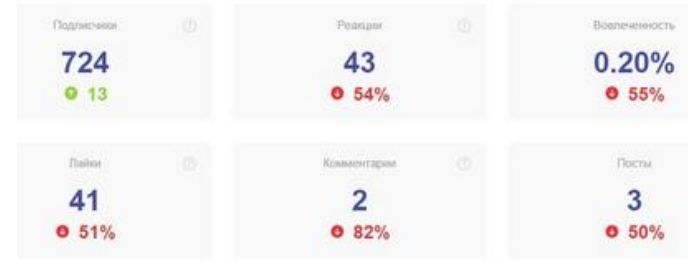 Подписчики
Реакции
Вовлеченность
724
43
0.20%
13
54%
55%
Лайки
Комментарии
Посты
41
2
3
51%
82%
50%